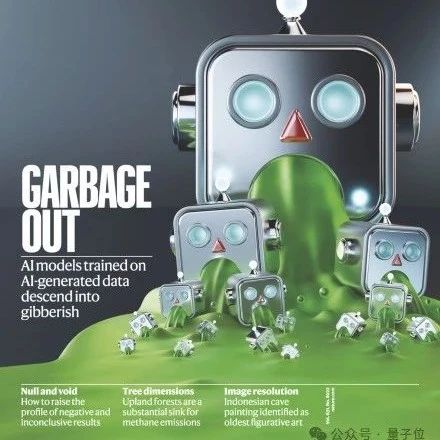 GARBAGE
OUT
AI models trained on
AI-generated data
descend into
gibberish
Null and void
How to raise the
profile of negative and
inconclusive results
Tree dimensions
Upland forests are a
substantial sink for
methane emissions
Image resolution
Indonesian cave
painting identified as
oldest figurative art
公众号 · 量子位